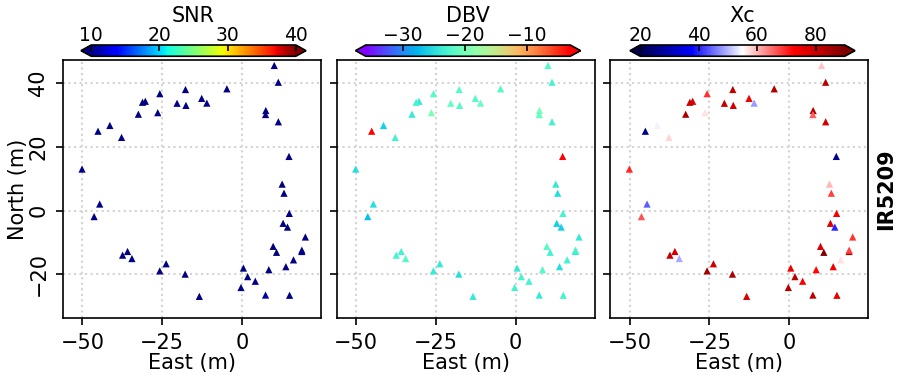 SNR DBV Xc
10 20 30 40 −30 −20 −10 20 40 60 80
40
20
0
−20
North (m)
−50 −25 0 −50 −25 0 −50 −25 0
East (m) East (m) East (m)
IR5209